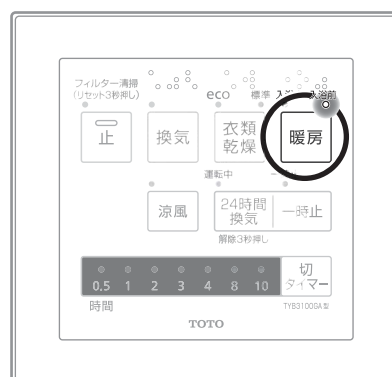 フィルター清掃
(リセット3秒押し)
eco 標準 入浴 入浴前
止 換気 衣類 乾燥 暖房
運転中
涼風 24時間 換気 一時止
解除3秒押し
0.5 1 2 3 4 8 10 切 タイマー
時間
TYB3100GA型
TOTO